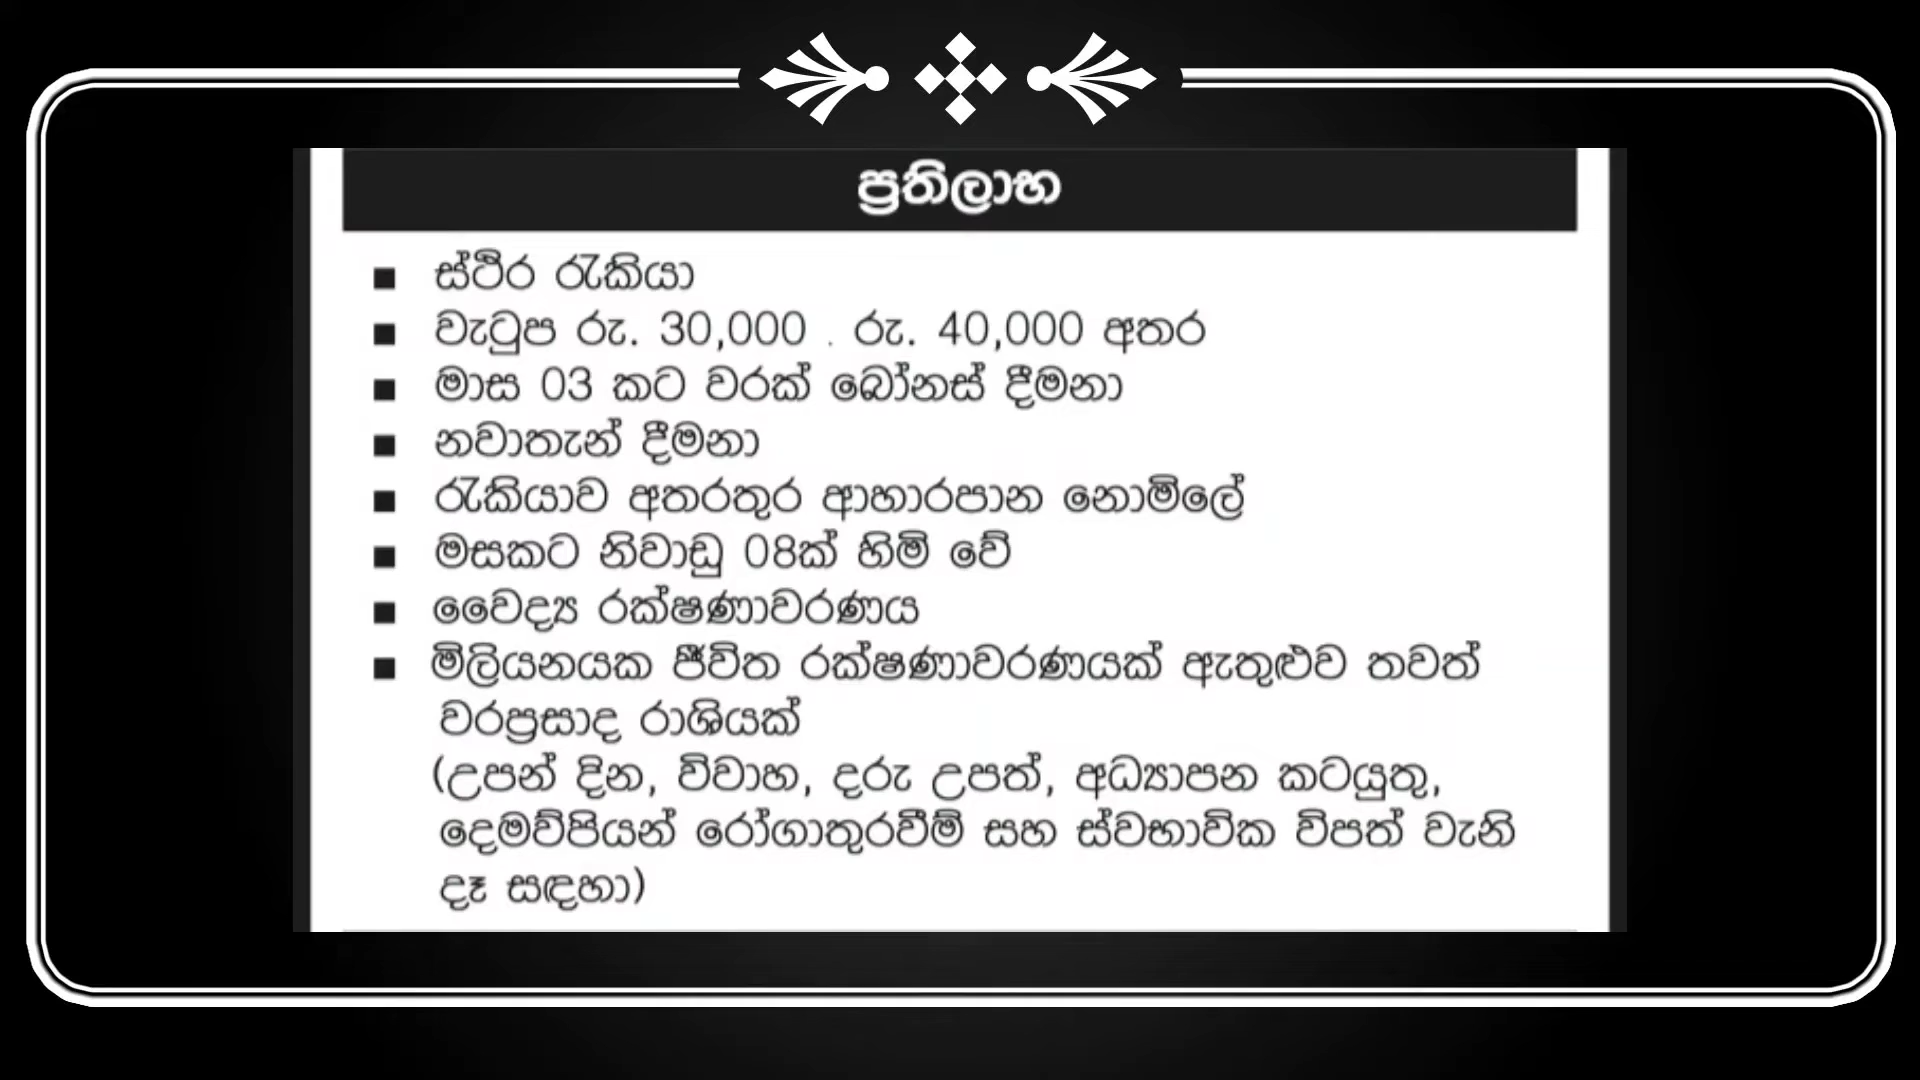 ප්‍රතිලාභ
■ ස්ථිර රැකියා
■ වැටුප රු. 30,000 . රු. 40,000 අතර
■ මාස 03 කට වරක් බෝනස් දීමනා
■ නවාතැන් දීමනා
■ රැකියාව අතරතුර ආහාරපාන නොමිලේ
■ මසකට නිවාඩු 08ක් හිමි වේ
■ වෛද්‍ය රක්ෂණාවරණය
■ මිලියනයක ජීවිත රක්ෂණාවරණයක් ඇතුළුව තවත්
වරප්‍රසාද රාශියක්
(උපන් දින, විවාහ, දරු උපත්, අධ්‍යාපන කටයුතු,
දෙමව්පියන් රෝගාතුරවීම් සහ ස්වභාවික විපත් වැනි
දෑ සඳහා)